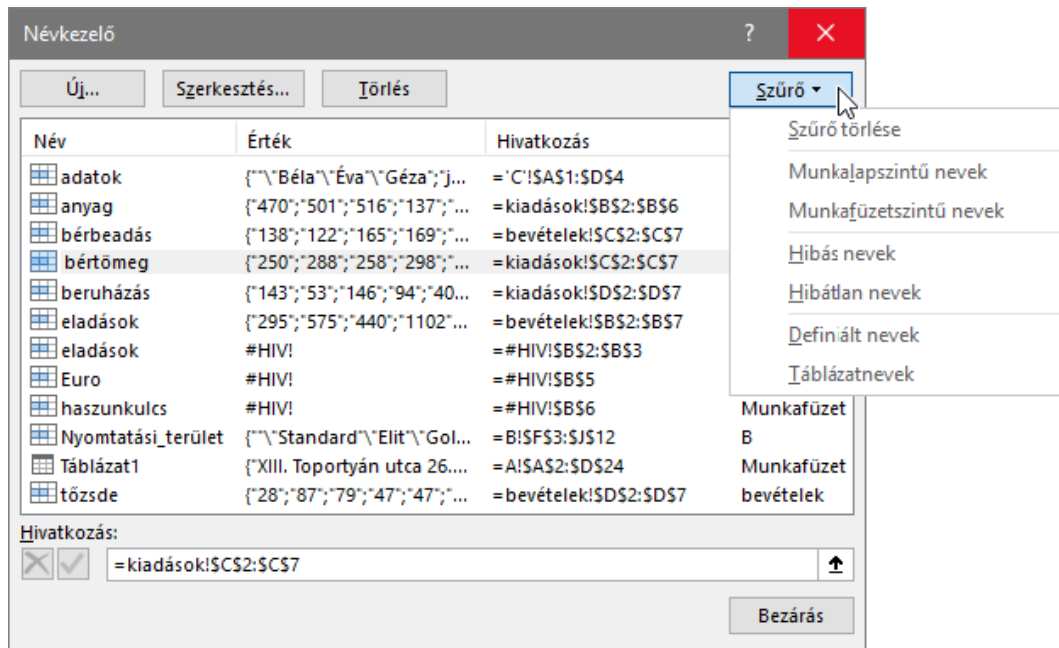 Névkezelő ?
Új... Szerkesztés... Törlés Szűrő
Szűrő törlése
Munkalapszintű nevek
Munkafüzetszintű nevek
Hibás nevek
Hibátlan nevek
Definiált nevek
Táblázatnevek
Név Érték Hivatkozás
adatok {""\"Béla"\"Éva"\"Géza";"j... ='C'!$A$1:$D$4
anyag {"470";"501";"516";"137";"... =kiadások!$B$2:$B$6
bérbeadás {"138";"122";"165";"169";"... =bevételek!$C$2:$C$7
bértömeg {"250";"288";"258";"298";"... =kiadások!$C$2:$C$7
beruházás {"143";"53";"146";"94";"40... =kiadások!$D$2:$D$7
eladások {"295";"575";"440";"1102"... =bevételek!$B$2:$B$7
eladások #HIV! =#HIV!$B$2:$B$3
Euro #HIV! =#HIV!$B$5
haszunkulcs #HIV! =#HIV!$B$6 Munkafüzet
Nyomtatási_terület {""\"Standard"\"Elit"\"Gol... =B!$F$3:$J$12 B
Táblázat1 {"XIII. Toportyán utca 26.... =A!$A$2:$D$24 Munkafüzet
tőzsde {"28";"87";"79";"47";"47";"... =bevételek!$D$2:$D$7 bevételek
Hivatkozás:
=kiadások!$C$2:$C$7
Bezárás